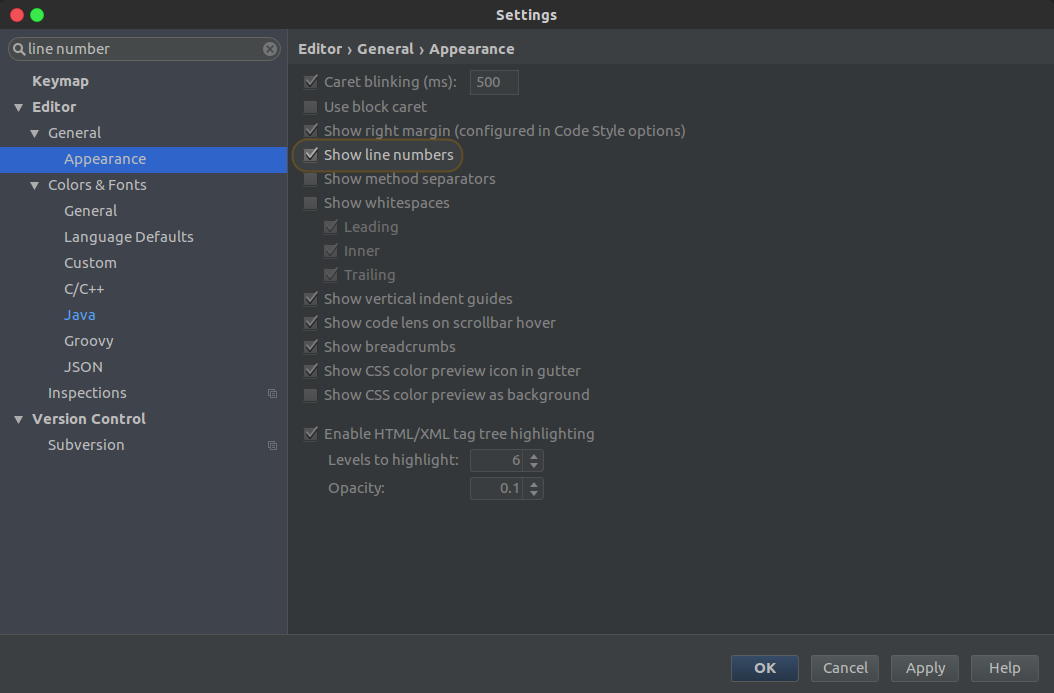 Settings
line number
Keymap
Editor
General
Appearance
Colors & Fonts
General
Language Defaults
Custom
C/C++
Java
Groovy
JSON
Inspections
Version Control
Subversion
Editor › General › Appearance
Caret blinking (ms): 500
Use block caret
Show right margin (configured in Code Style options)
Show line numbers
Show method separators
Show whitespaces
Leading
Inner
Trailing
Show vertical indent guides
Show code lens on scrollbar hover
Show breadcrumbs
Show CSS color preview icon in gutter
Show CSS color preview as background
Enable HTML/XML tag tree highlighting
Levels to highlight: 6
Opacity: 0.1
OK Cancel Apply Help